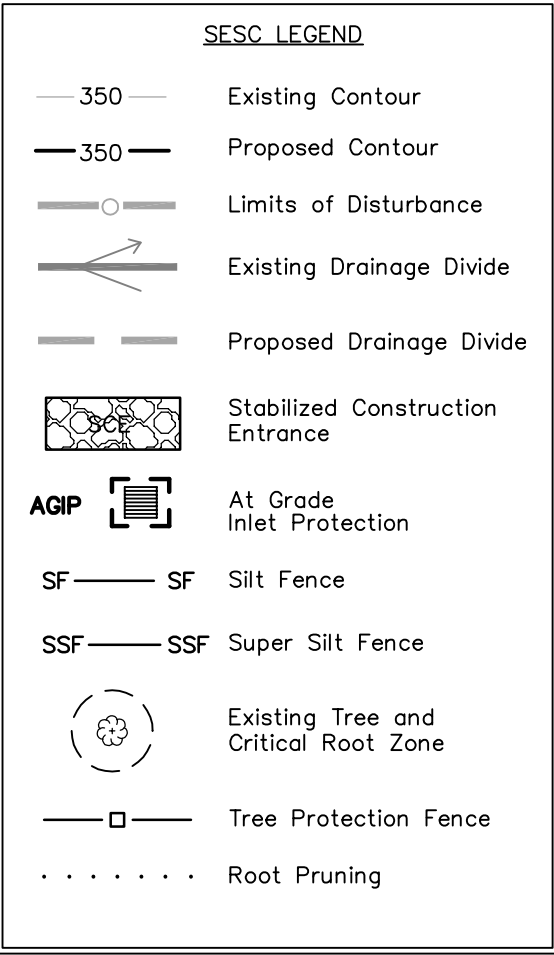 SESC LEGEND
350 Existing Contour
350 Proposed Contour
Limits of Disturbance
Existing Drainage Divide
Proposed Drainage Divide
SCE
Stabilized Construction
Entrance
AGIP
At Grade
Inlet Protection
SF SF Silt Fence
SSF SSF Super Silt Fence
Existing Tree and
Critical Root Zone
Tree Protection Fence
Root Pruning